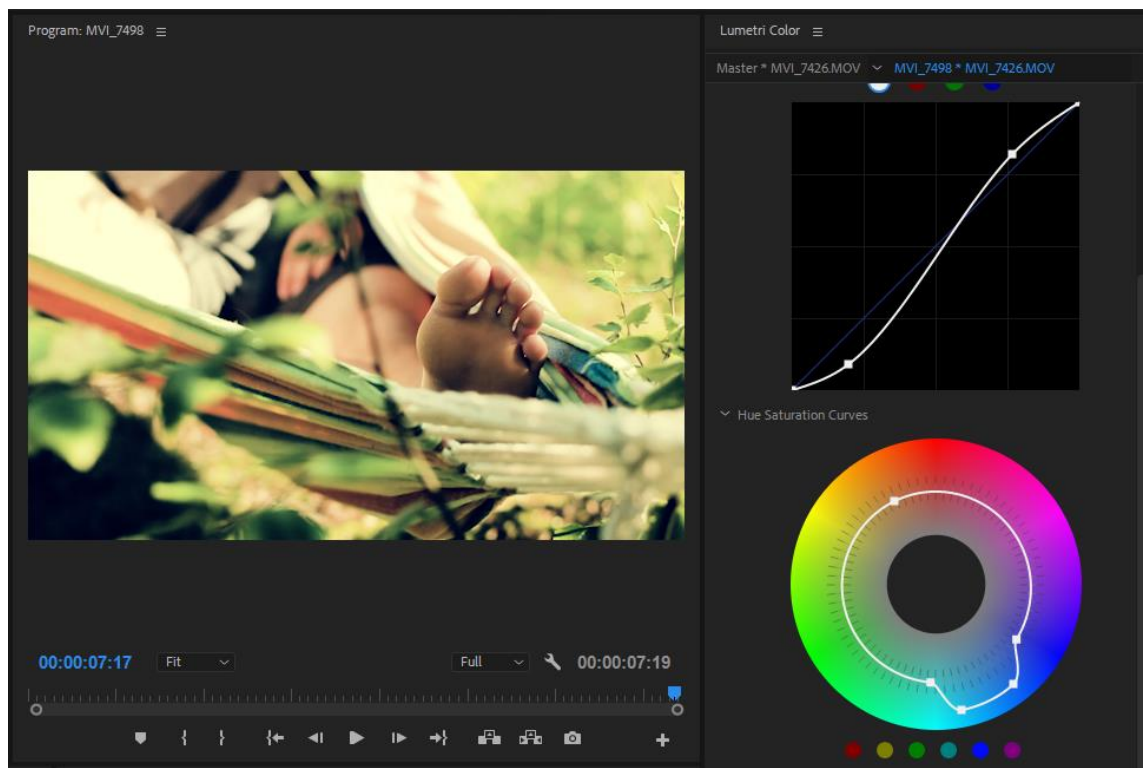 Program: MVI_7498
Lumetri Color
Master * MVI_7426.MOV
MVI_7498 * MVI_7426.MOV
Hue Saturation Curves
00:00:07:17
Fit
Full
00:00:07:19